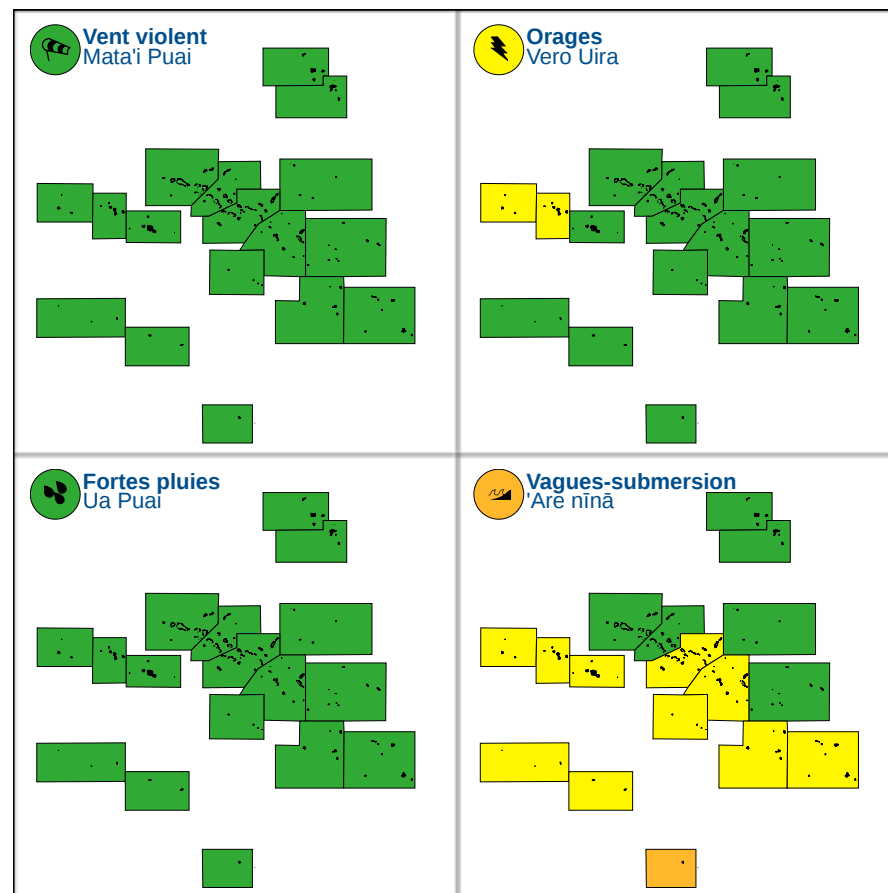 Vent violent
Mata'i Puai
Orages
Vero Uira
Fortes pluies
Ua Puai
Vagues-submersion
'Are nīnā